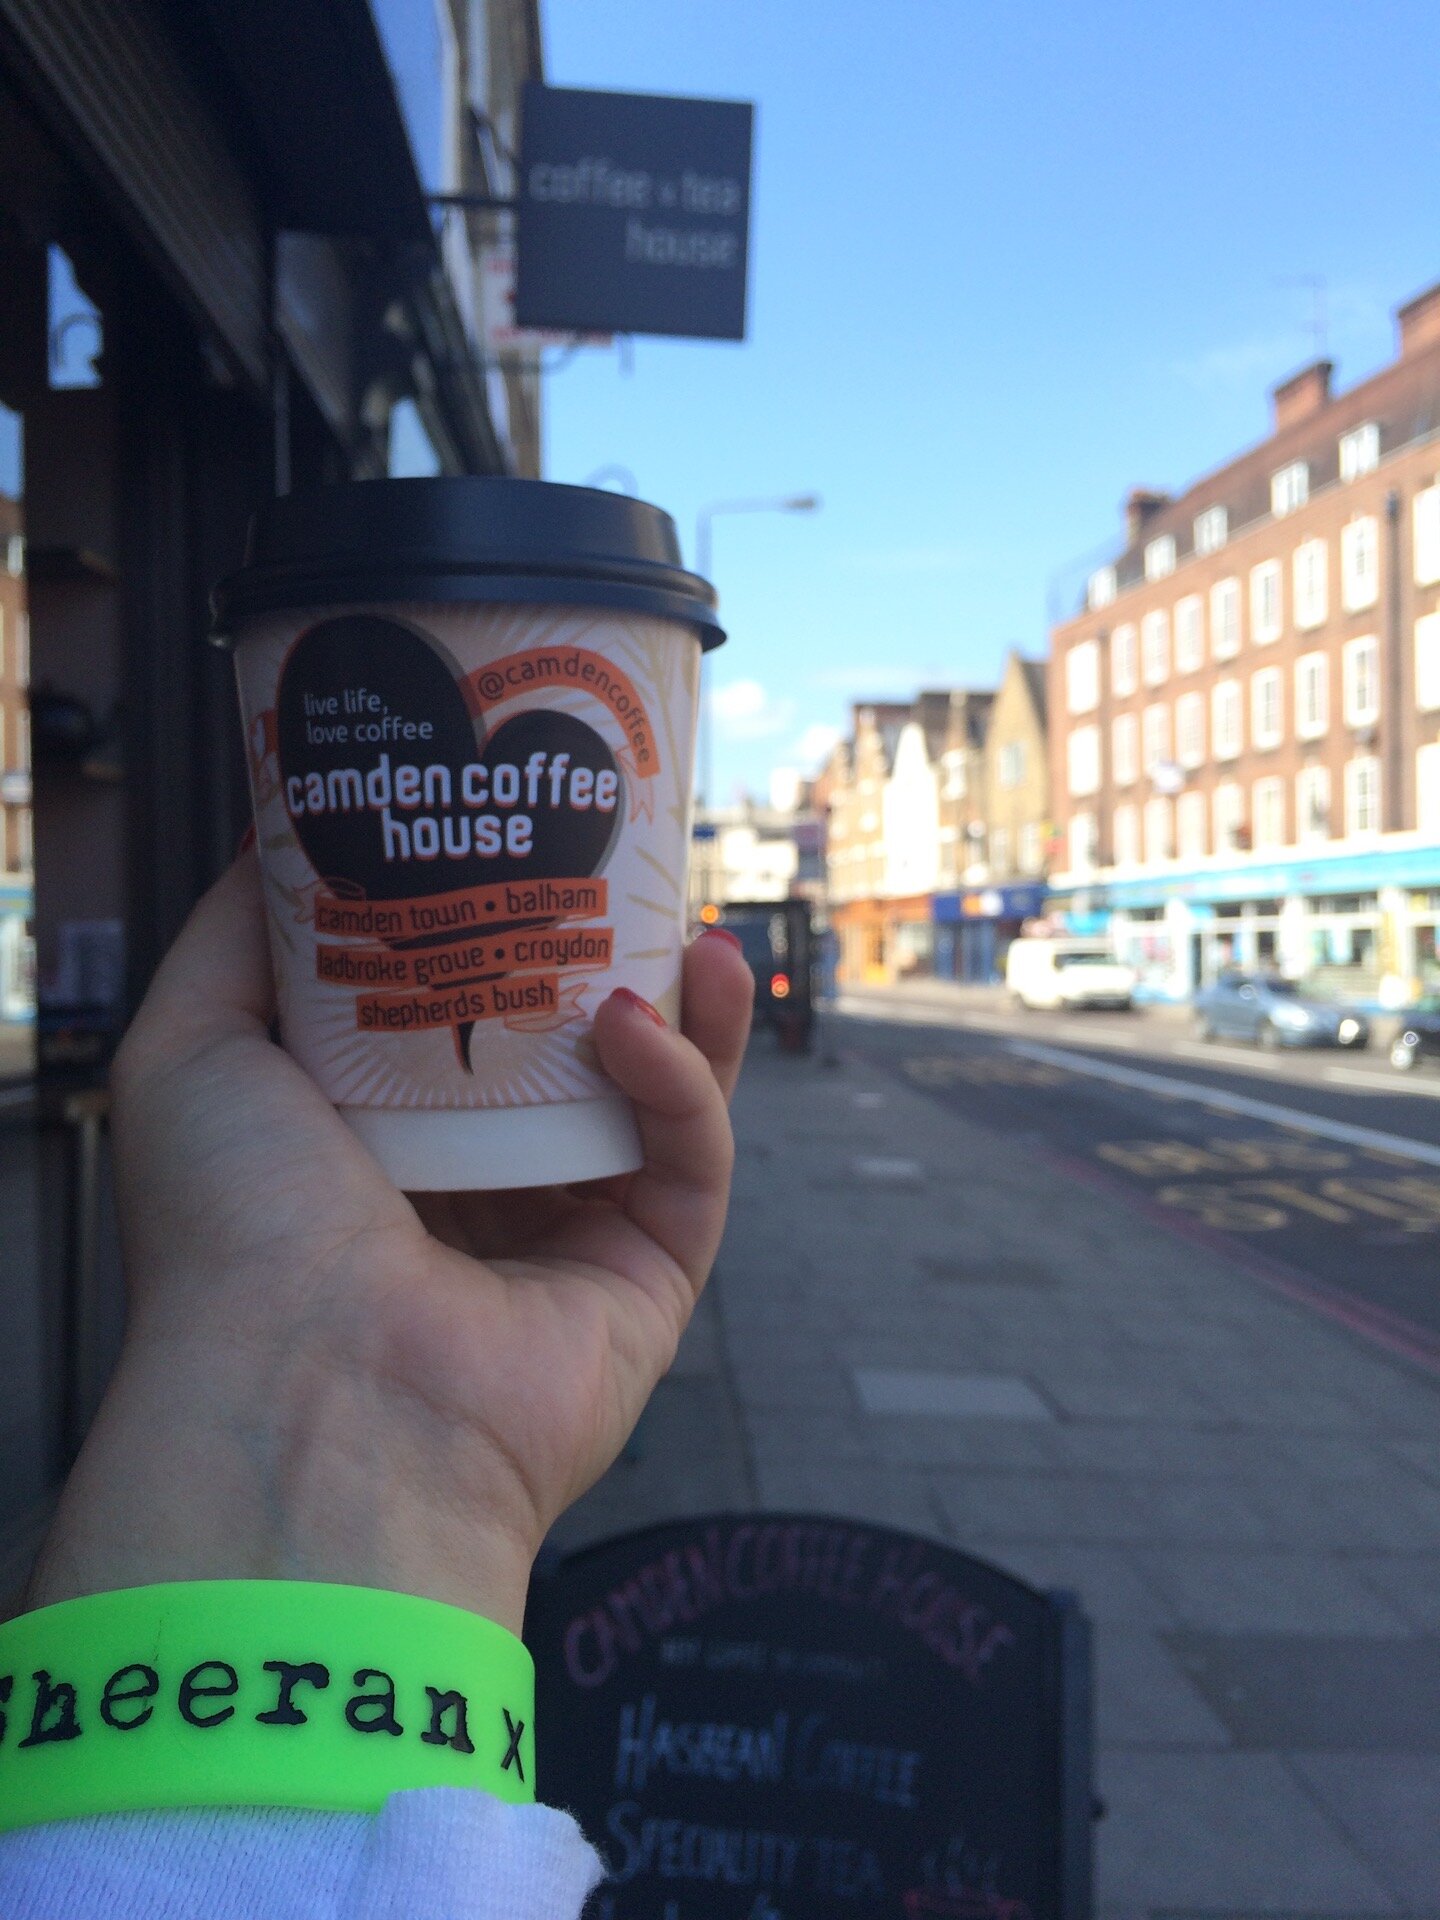 coffee & tea
house
@camdencoffee
live life,
love coffee
camden coffee
house
camden town • balham
ladbroke grove • croydon
shepherds bush
sheeran x
CAMDEN COFFEE HOUSE
HASBEAN COFFEE
SPECIALITY TEA